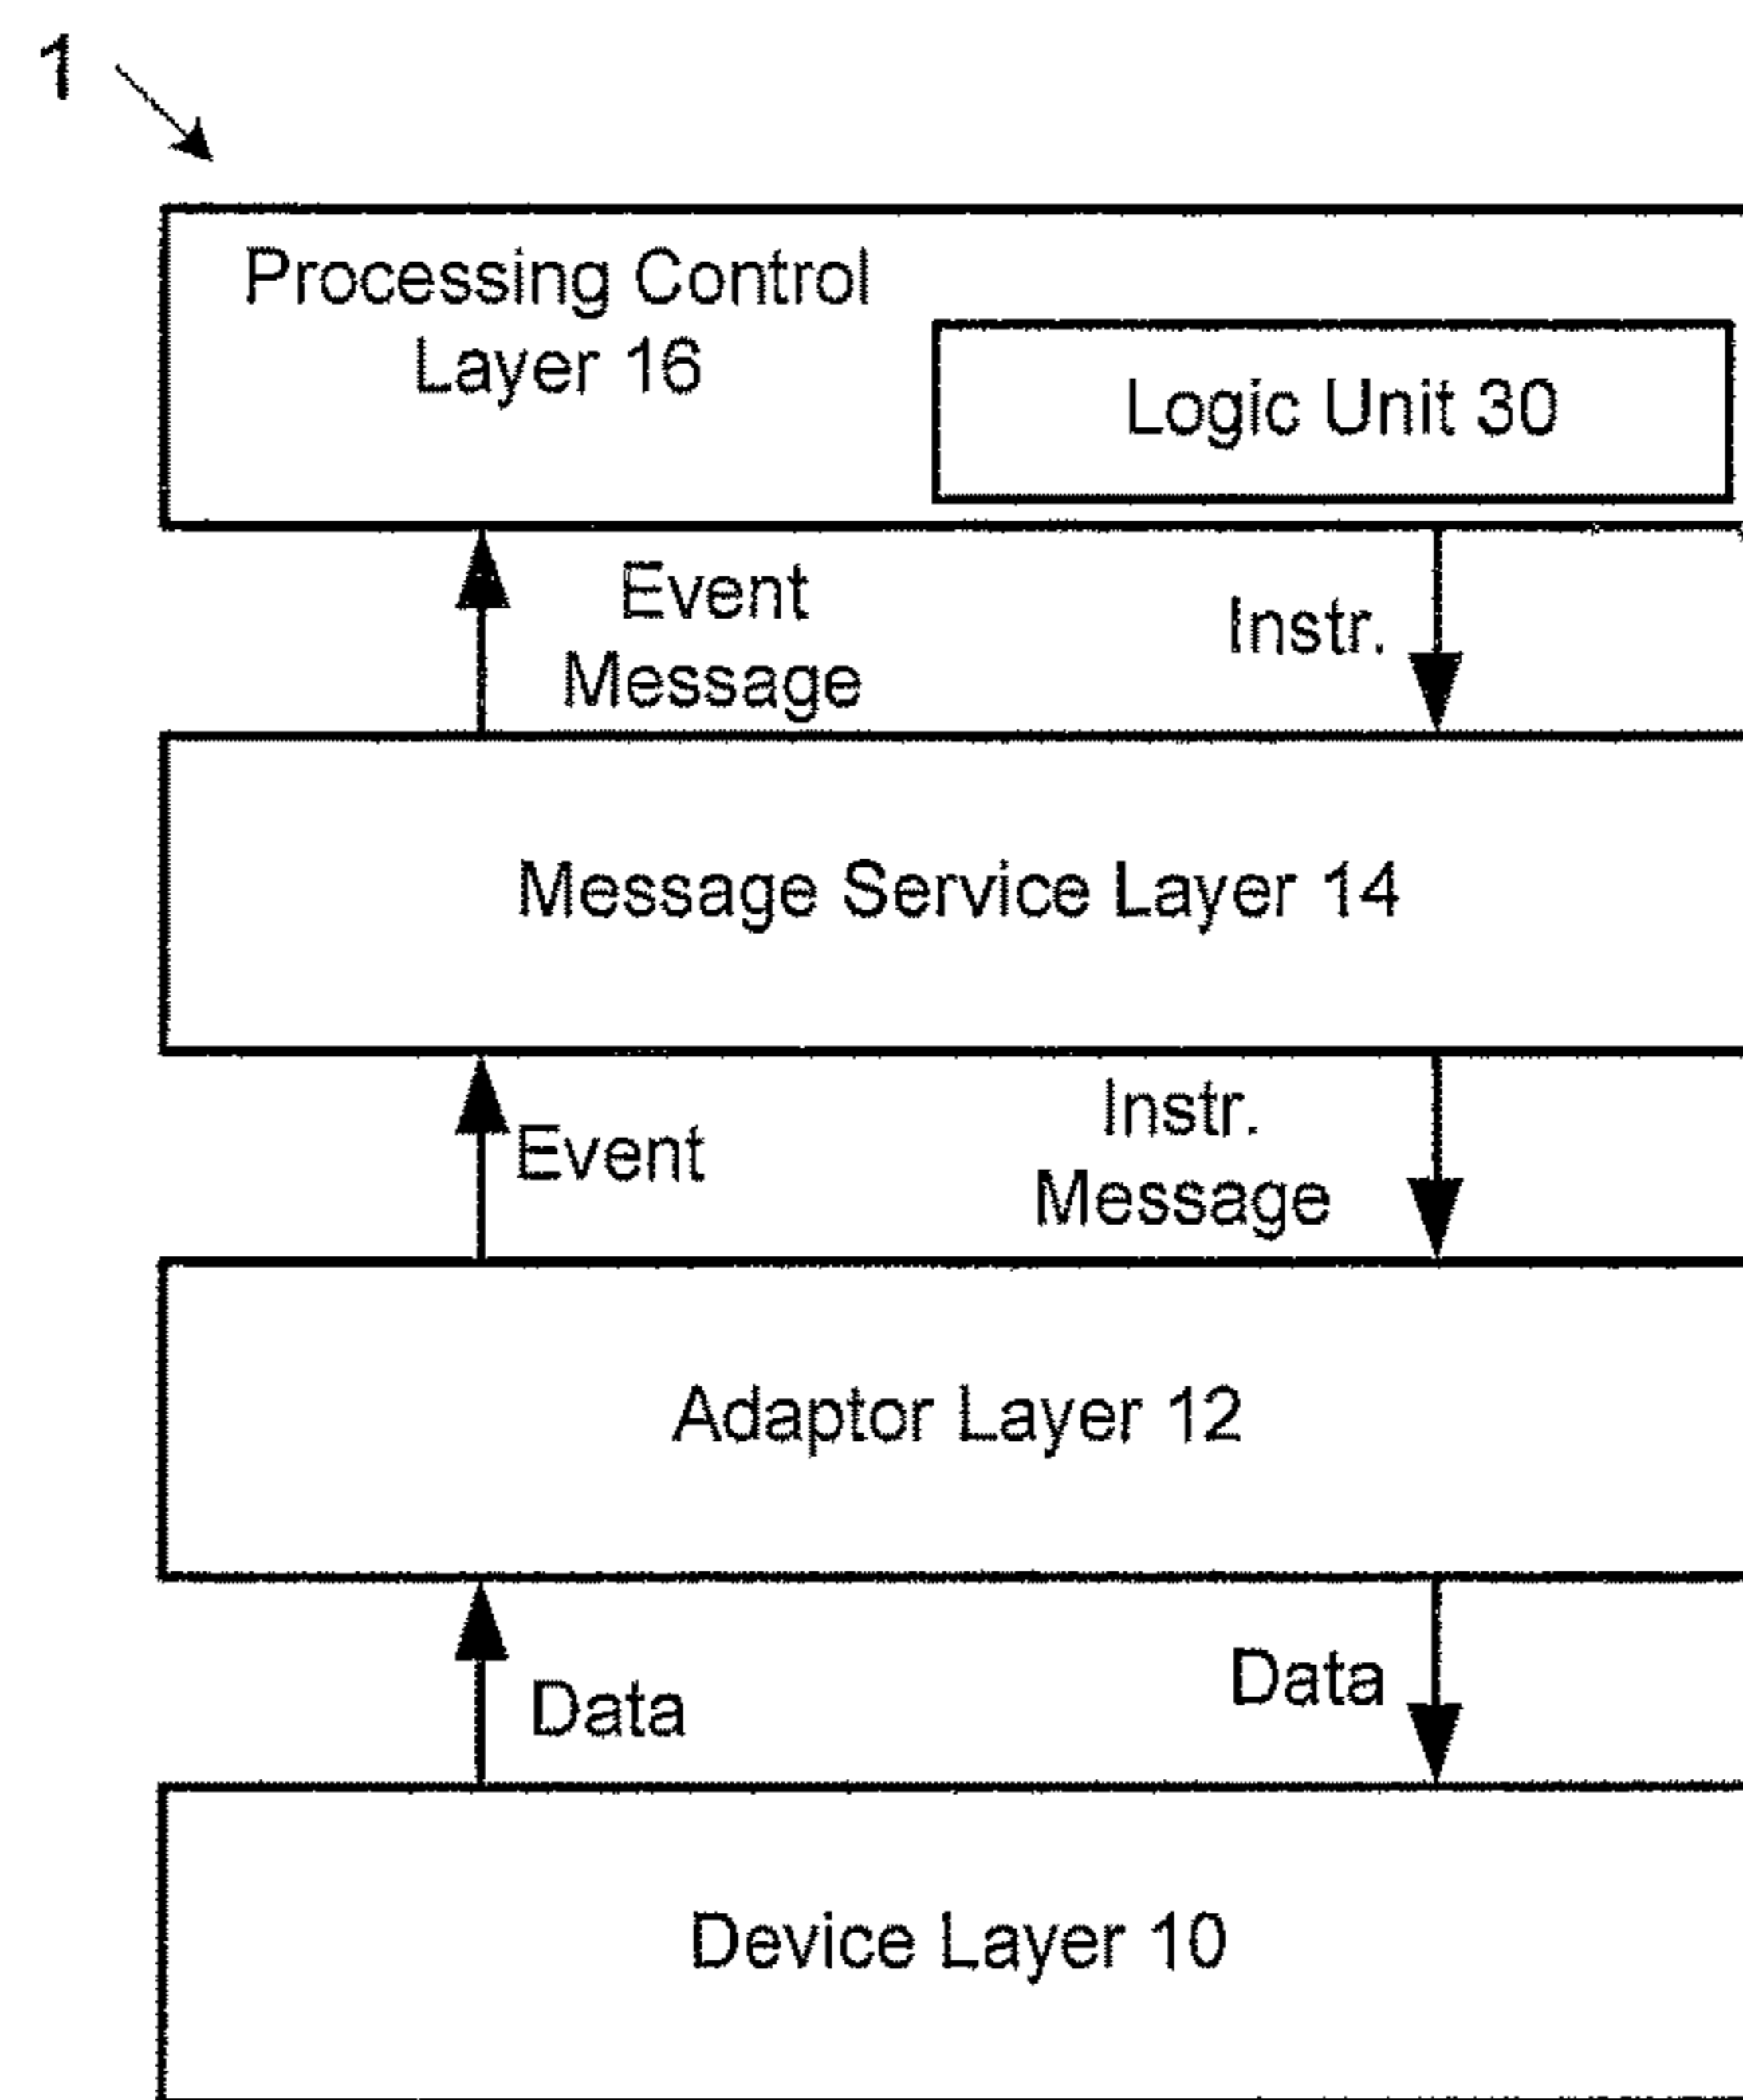 1
Processing Control
Layer 16
Logic Unit 30
Event
Message
Instr.
Message Service Layer 14
Event
Instr.
Message
Adaptor Layer 12
Data
Data
Device Layer 10